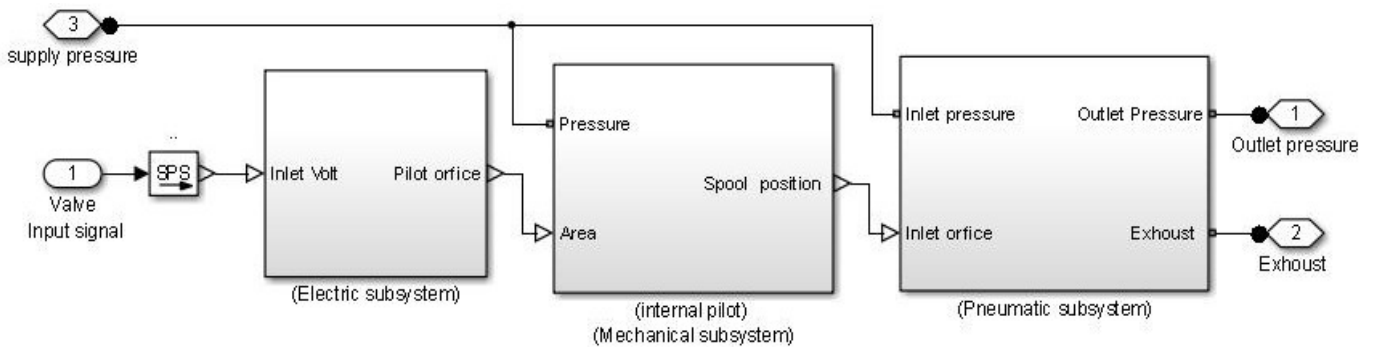 3
supply pressure
..
1
Valve
Input signal
SPS
Inlet Volt
Pilot orfice
(Electric subsystem)
Pressure
Area
Spool position
(internal pilot)
(Mechanical subsystem)
Inlet pressure
Outlet Pressure
Inlet orfice
Exhoust
(Pneumatic subsystem)
1
Outlet pressure
2
Exhoust